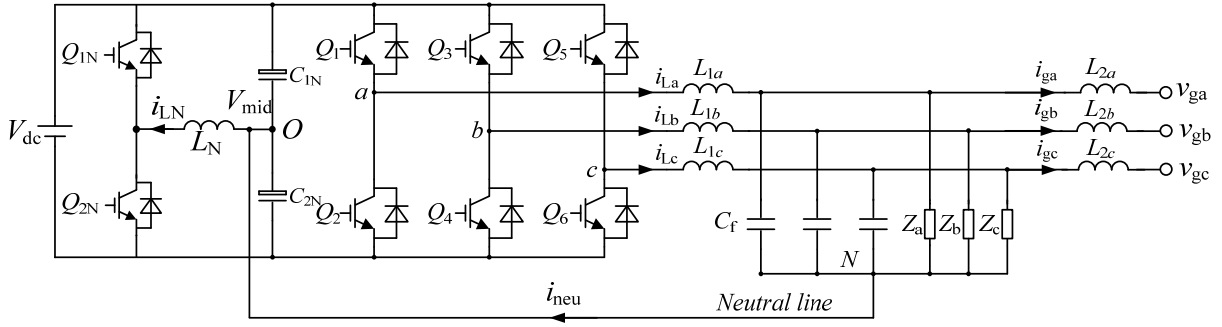 Q1N
Q1
Q3
Q5
C1N
Vdc
iLN
Vmid
LN
O
a
b
c
iLa
L1a
iLb
L1b
iLc
L1c
iga
L2a
vga
igb
L2b
vgb
igc
L2c
vgc
Q2N
C2N
Q2
Q4
Q6
Cf
Za
Zb
Zc
N
ineu
Neutral line